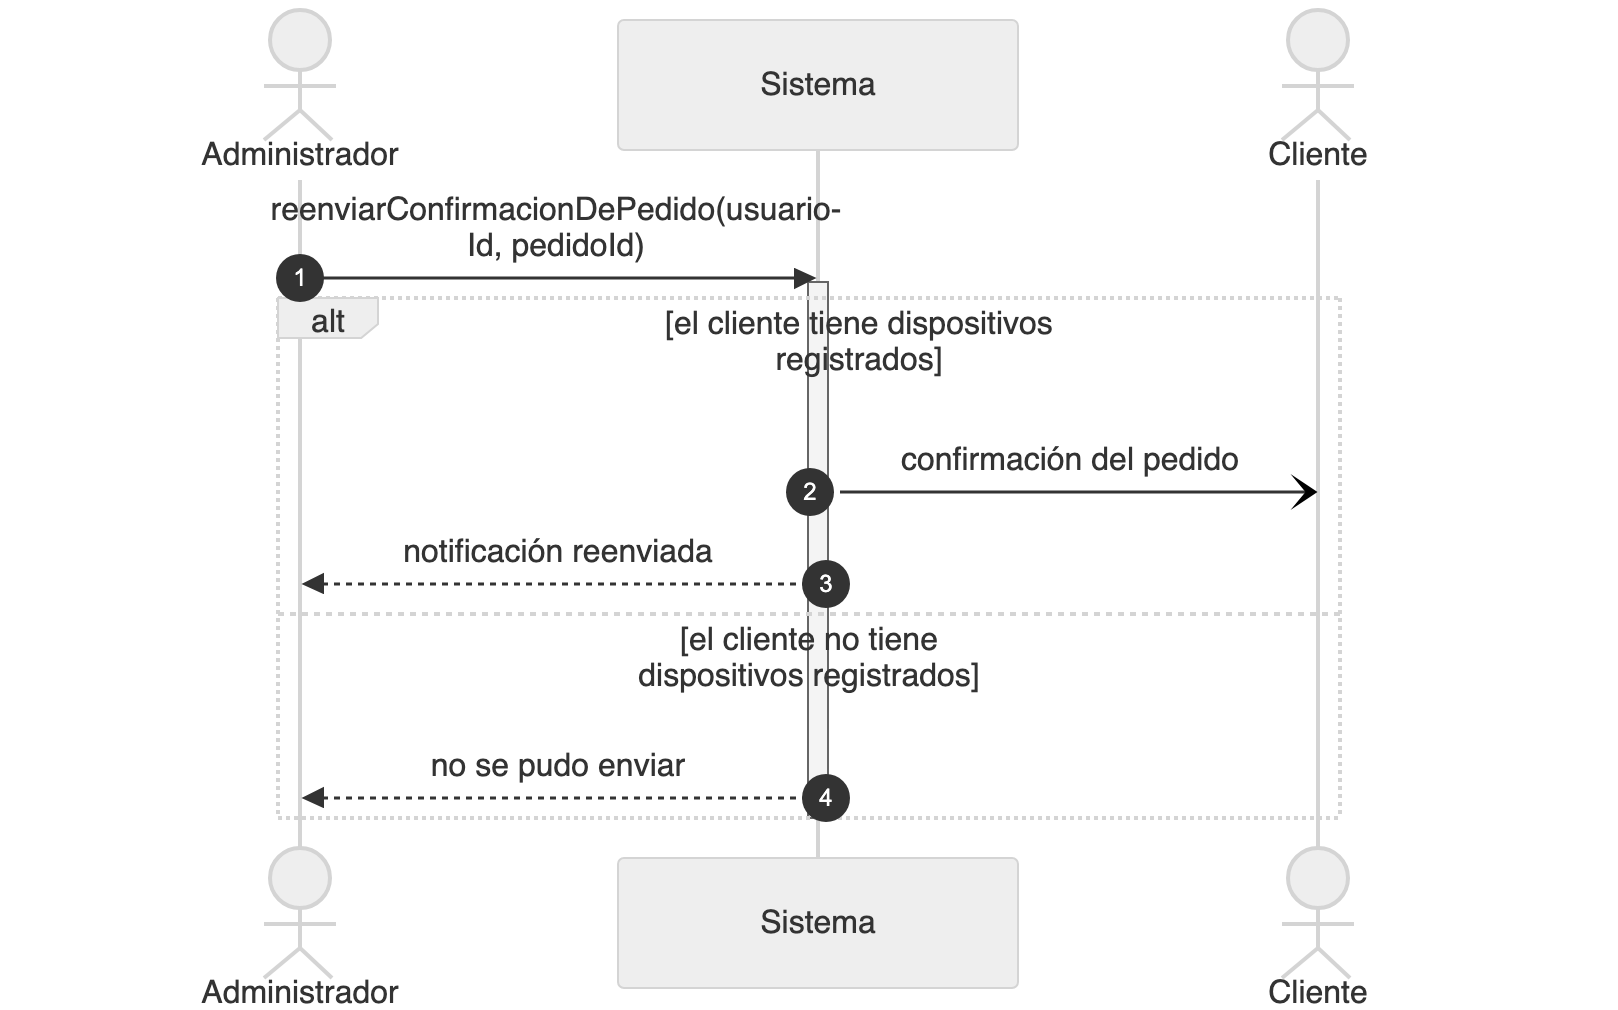 Sistema
Administrador
Cliente
reenviarConfirmacionDePedido(usuario-
Id, pedidoId)
1
alt
[el cliente tiene dispositivos
registrados]
confirmación del pedido
2
notificación reenviada
3
[el cliente no tiene
dispositivos registrados]
no se pudo enviar
4
Sistema
Administrador
Cliente